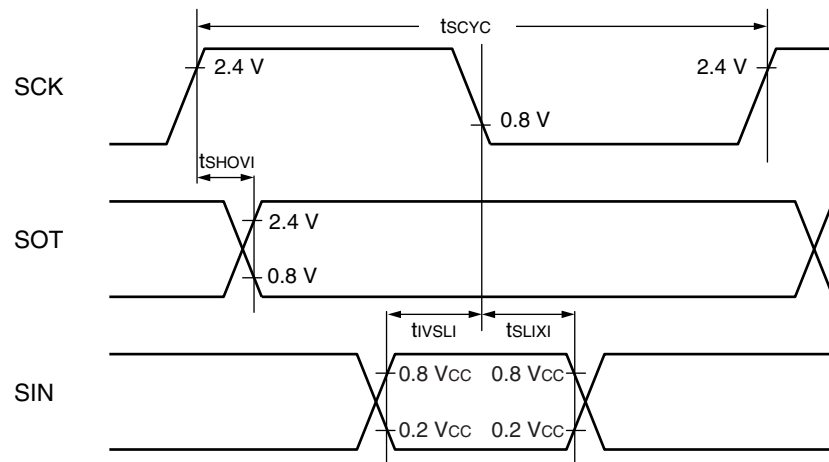 tSCYC
SCK
2.4 V
2.4 V
0.8 V
tSHOVI
SOT
2.4 V
0.8 V
tIVSLI
tSLIXI
SIN
0.8 VCC
0.8 VCC
0.2 VCC
0.2 VCC